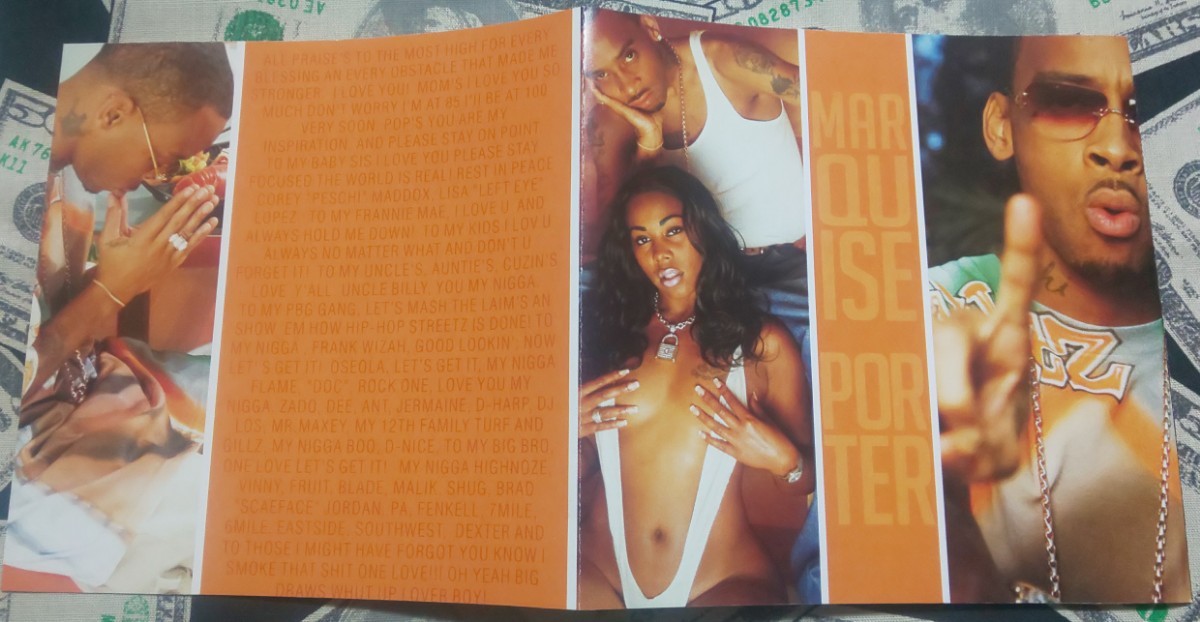 ALL PRAISE'S TO THE MOST HIGH FOR EVERY
BLESSING AN EVERY OBSTACLE THAT MADE ME
STRONGER. I LOVE YOU! MOM'S I LOVE YOU SO
MUCH DON'T WORRY I'M AT 85 I'LL BE AT 100
VERY SOON. POP'S YOU ARE MY
INSPIRATION, AND PLEASE STAY ON POINT.
TO MY BABY SIS I LOVE YOU PLEASE STAY
FOCUSED THE WORLD'S REAL! REST IN PEACE
COREY "PESCHI" MADDOX, LISA "LEFT EYE"
LOPEZ. TO MY FRANNIE MAE, I LOVE U AND
ALWAYS HOLD ME DOWN. TO MY KIDS I LOV U
ALWAYS NO MATTER WHAT AND DON'T U
FORGET IT! TO MY UNCLE'S, AUNTIE'S, CUZIN'S
LOVE Y'ALL. UNCLE BILLY, YOU MY NIGGA.
TO MY PBG GANG, LET'S MASH THE LAIM'S AN
SHOW 'EM HOW HIP-HOP STREETZ IS DONE! TO
MY NIGGA FRANK WIZAH, GOOD LOOKIN', NOW
LET'S GET IT! OSEOLA, LET'S GET IT, MY NIGGA
FLAME "DOC", ROCK ONE, LOVE YOU MY
NIGGA, ZADO, DEE, ANT, JERMAINE, D-HARP, DJ
LOS, MR.MAXEY, MY 12TH FAMILY TURF AND
GILLZ, MY NIGGA BOO, D-NICE, TO MY BIG BRO
ONE LOVE LET'S GET IT! MY NIGGA HIGHNOZE,
VINNY, FRUIT, BLADE, MALIK, SHUG, BRAD
"SCAEFACE" JORDAN, PA, FENKELL, 7MILE,
6MILE, EASTSIDE, SOUTHWEST, DEXTER AND
TO THOSE I MIGHT HAVE FORGOT YOU KNOW I
SMOKE THAT SHIT ONE LOVE!!! OH YEAH BIG
DRAWS WHUT UP LOVER BOY!
MAR
QU
ISE
POR
TER
EZ
AK 76
K11